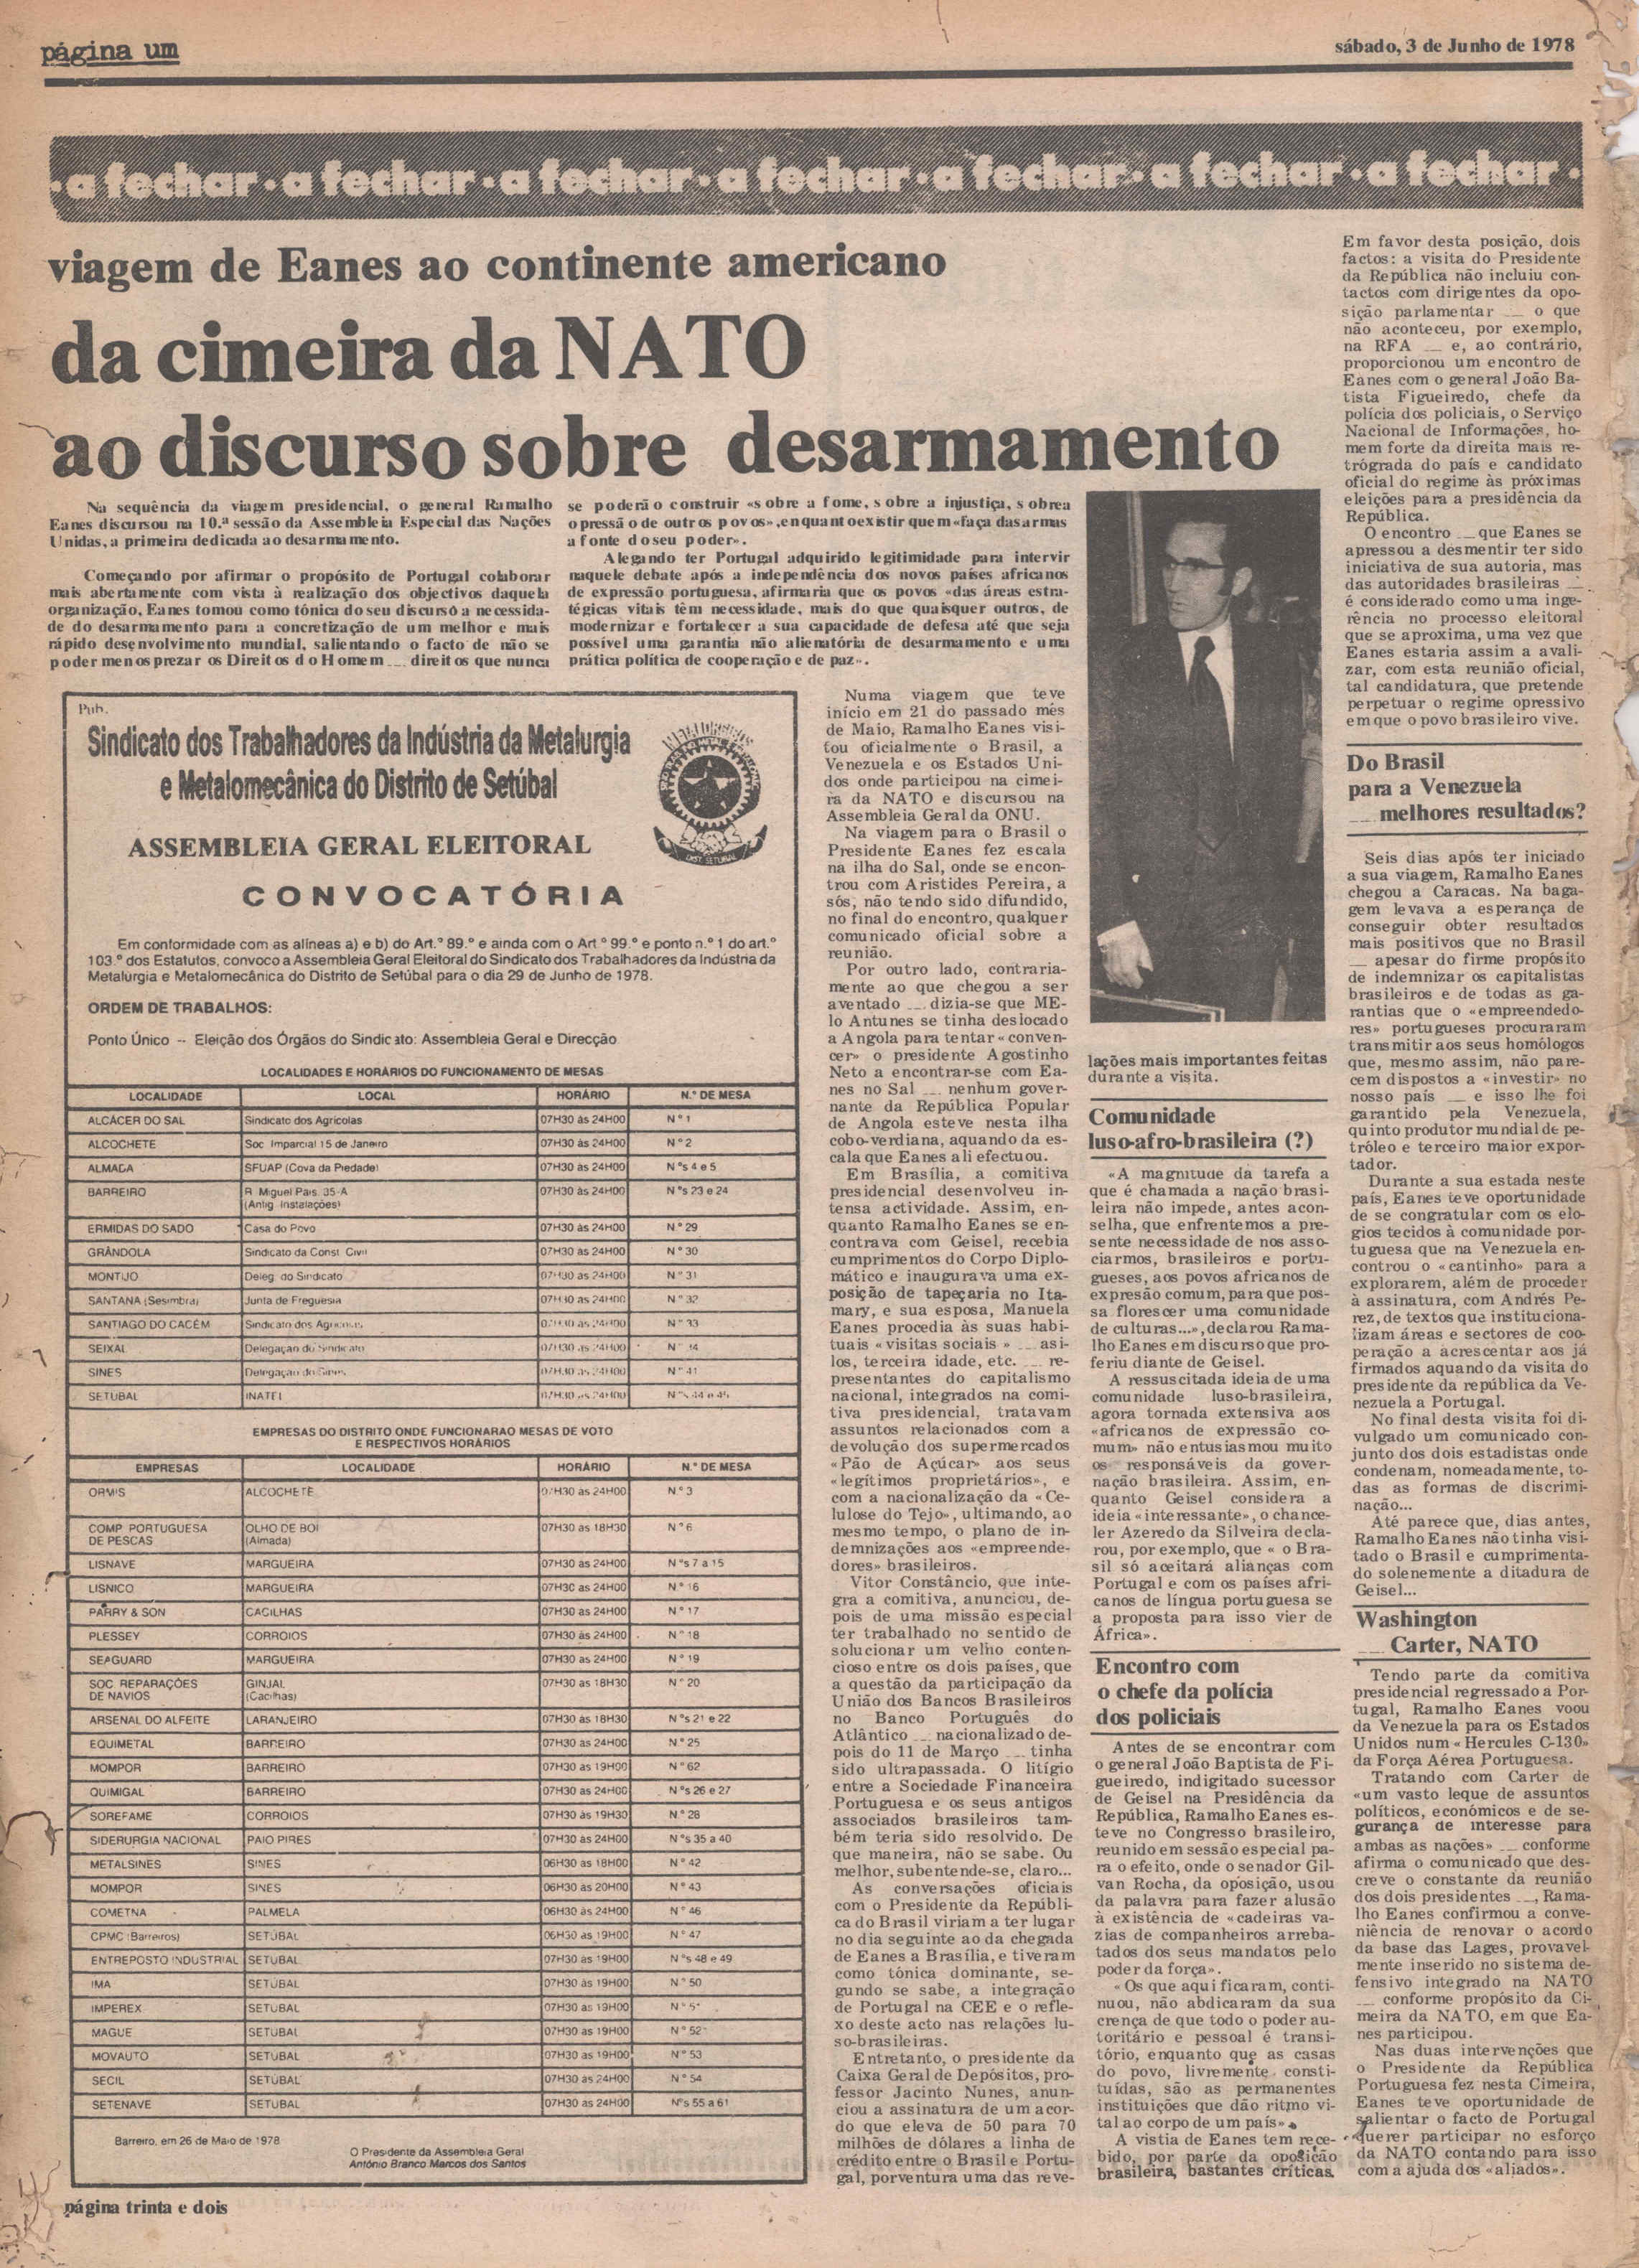 página um
sábado, 3 de Junho de 1978
· a fechar · a fechar · a fechar · a fechar · a fechar · a fechar · a fechar ·
viagem de Eanes ao continente americano
da cimeira da NATO
ao discurso sobre desarmamento
Na sequência da viagem presidencial, o general Ramalho
Eanes discursou na 10.ª sessão da Assembleia Especial das Nações
Unidas, a primeira dedicada ao desarmamento.
Começando por afirmar o propósito de Portugal colaborar
mais abertamente com vista à realização dos objectivos daquela
organização, Eanes tomou como tónica do seu discurso a necessida-
de do desarmamento para a concretização de um melhor e mais
rápido desenvolvimento mundial, salientando o facto de não se
poder menosprezar os Direitos do Homem __ direitos que nunca
se poderão construir «sobre a fome, sobre a injustiça, sobre a
opressão de outros povos», enquanto existir quem «faça das armas
a fonte do seu poder».
Alegando ter Portugal adquirido legitimidade para intervir
naquele debate após a independência dos novos países africanos
de expressão portuguesa, afirmaria que os povos «das áreas estra-
tégicas vitais têm necessidade, mais do que quaisquer outros, de
modernizar e fortalecer a sua capacidade de defesa até que seja
possível uma garantia não alienatória de desarmamento e uma
prática política de cooperação e de paz».
Pub.
Sindicato dos Trabalhadores da Indústria da Metalurgia
e Metalomecânica do Distrito de Setúbal
METALURGICOS
DIST. SETUBAL
ASSEMBLEIA GERAL ELEITORAL
CONVOCATÓRIA
Em conformidade com as alíneas a) e b) do Art.º 89.º e ainda com o Art.º 99.º e ponto n.º 1 do art.º
103.º dos Estatutos, convoco a Assembleia Geral Eleitoral do Sindicato dos Trabalhadores da Indústria da
Metalurgia e Metalomecânica do Distrito de Setúbal para o dia 29 de Junho de 1978.
ORDEM DE TRABALHOS:
Ponto Único -- Eleição dos Órgãos do Sindicato: Assembleia Geral e Direcção
LOCALIDADES E HORÁRIOS DO FUNCIONAMENTO DE MESAS
LOCALIDADE LOCAL HORÁRIO N.º DE MESA
ALCÁCER DO SAL Sindicato dos Agrícolas 07H30 às 24H00 N º 1
ALCOCHETE Soc Imparcial 15 de Janeiro 07H30 às 24H00 N º 2
ALMADA SFUAP (Cova da Piedade) 07H30 às 24H00 N ºs 4 e 5
BARREIRO R Miguel Pais, 35-A 07H30 às 24H00 N ºs 23 e 24
(Antig instalações)
ERMIDAS DO SADO Casa do Povo 07H30 às 24H00 N º 29
GRÂNDOLA Sindicato da Const Civil 07H30 às 24H00 N º 30
MONTIJO Deleg do Sindicato 07H30 as 24H00 N º 31
SANTANA (Sesimbra) Junta de Freguesia 07H30 as 24H00 N º 32
SANTIAGO DO CACÉM Sindicato dos Agricolas 07H30 as 24H00 N º 33
SEIXAL Delegação do Sindicato 07H30 as 24H00 N º 34
SINES Delegação do Sines 07H30 as 24H00 N º 41
SETUBAL INATEL 07H30 as 24H00 N ºs 44 e 45
EMPRESAS DO DISTRITO ONDE FUNCIONARAO MESAS DE VOTO
E RESPECTIVOS HORÁRIOS
EMPRESAS LOCALIDADE HORÁRIO N.º DE MESA
ORMIS ALCOCHETE 07H30 às 24H00 N º 3
COMP PORTUGUESA OLHO DE BOI 07H30 às 18H30 N º 6
DE PESCAS (Almada)
LISNAVE MARGUEIRA 07H30 às 24H00 N ºs 7 a 15
LISNICO MARGUEIRA 07H30 às 24H00 N º 16
PARRY & SON CACILHAS 07H30 às 24H00 N º 17
PLESSEY CORROIOS 07H30 às 24H00 N º 18
SEAGUARD MARGUEIRA 07H30 as 24H00 N º 19
SOC REPARAÇÕES GINJAL 07H30 as 18H30 N º 20
DE NAVIOS (Cacilhas)
ARSENAL DO ALFEITE LARANJEIRO 07H30 às 18H30 N ºs 21 e 22
EQUIMETAL BARREIRO 07H30 às 24H00 N º 25
MOMPOR BARREIRO 07H30 às 19H00 N º 62
QUIMIGAL BARREIRO 07H30 às 24H00 N ºs 26 e 27
SOREFAME CORROIOS 07H30 às 19H30 N.º 28
SIDERURGIA NACIONAL PAIO PIRES 07H30 às 24H00 N ºs 35 a 40
METALSINES SINES 06H30 às 18H00 N º 42
MOMPOR SINES 06H30 às 20H00 N º 43
COMETNA PALMELA 06H30 às 24H00 N º 46
CPMC (Barreiros) SETÚBAL 06H30 às 19H00 N º 47
ENTREPOSTO INDUSTRIAL SETUBAL 07H30 às 19H00 N ºs 48 e 49
IMA SETUBAL 07H30 às 19H00 N º 50
IMPEREX SETUBAL 07H30 às 19H00 N º 51
MAGUE SETUBAL 07H30 às 19H00 N º 52
MOVAUTO SETUBAL 07H30 as 19H00 N º 53
SECIL SETÚBAL 07H30 às 24H00 N º 54
SETENAVE SETUBAL 07H30 às 24H00 Nºs 55 a 61
Barreiro, em 26 de Maio de 1978
O Presidente da Assembleia Geral
António Branco Marcos dos Santos
página trinta e dois
Numa viagem que teve
início em 21 do passado mês
de Maio, Ramalho Eanes visi-
tou oficialmente o Brasil, a
Venezuela e os Estados Uni-
dos onde participou na cimei-
ra da NATO e discursou na
Assembleia Geral da ONU.
Na viagem para o Brasil o
Presidente Eanes fez escala
na ilha do Sal, onde se encon-
trou com Aristides Pereira, a
sós, não tendo sido difundido,
no final do encontro, qualquer
comunicado oficial sobre a
reunião.
Por outro lado, contraria-
mente ao que chegou a ser
aventado __ dizia-se que ME-
lo Antunes se tinha deslocado
a Angola para tentar «conven-
cer» o presidente Agostinho
Neto a encontrar-se com Ea-
nes no Sal __ nenhum gover-
nante da República Popular
de Angola esteve nesta ilha
cobo-verdiana, aquando da es-
cala que Eanes ali efectuou.
Em Brasília, a comitiva
presidencial desenvolveu in-
tensa actividade. Assim, en-
quanto Ramalho Eanes se en-
contrava com Geisel, recebia
cumprimentos do Corpo Diplo-
mático e inaugurava uma ex-
posição de tapeçaria no Ita-
mary, e sua esposa, Manuela
Eanes procedia às suas habi-
tuais «visitas sociais » __ asi-
los, terceira idade, etc. __ re-
presentantes do capitalismo
nacional, integrados na comi-
tiva presidencial, tratavam
assuntos relacionados com a
devolução dos supermercados
«Pão de Açúcar» aos seus
«legítimos proprietários», e
com a nacionalização da «Ce-
lulose do Tejo», ultimando, ao
mesmo tempo, o plano de in-
demnizações aos «empreende-
dores» brasileiros.
Vitor Constâncio, que inte-
gra a comitiva, anunciou, de-
pois de uma missão especial
ter trabalhado no sentido de
solucionar um velho conten-
cioso entre os dois países, que
a questão da participação da
União dos Bancos Brasileiros
no Banco Português do
Atlântico __ nacionalizado de-
pois do 11 de Março __ tinha
sido ultrapassada. O litígio
entre a Sociedade Financeira
Portuguesa e os seus antigos
associados brasileiros tam-
bém teria sido resolvido. De
que maneira, não se sabe. Ou
melhor, subentende-se, claro...
As conversações oficiais
com o Presidente da Repúbli-
ca do Brasil viriam a ter lugar
no dia seguinte ao da chegada
de Eanes a Brasília, e tiveram
como tónica dominante, se-
gundo se sabe, a integração
de Portugal na CEE e o refle-
xo deste acto nas relações lu-
so-brasileiras.
Entretanto, o presidente da
Caixa Geral de Depósitos, pro-
fessor Jacinto Nunes, anun-
ciou a assinatura de um acor-
do que eleva de 50 para 70
milhões de dólares a linha de
crédito entre o Brasil e Portu-
gal, porventura uma das reve-
lações mais importantes feitas
durante a visita.
Comunidade
luso-afro-brasileira (?)
«A magnitude da tarefa a
que é chamada a nação brasi-
leira não impede, antes acon-
selha, que enfrentemos a pre-
sente necessidade de nos asso-
ciarmos, brasileiros e portu-
gueses, aos povos africanos de
expresão comum, para que pos-
sa florescer uma comunidade
de culturas...», declarou Rama-
lho Eanes em discurso que pro-
feriu diante de Geisel.
A ressuscitada ideia de uma
comunidade luso-brasileira,
agora tornada extensiva aos
«africanos de expressão co-
mum» não entusiasmou muito
os responsáveis da gover-
nação brasileira. Assim, en-
quanto Geisel considera a
ideia «interessante», o chance-
ler Azeredo da Silveira decla-
rou, por exemplo, que « o Bra-
sil só aceitará alianças com
Portugal e com os países afri-
canos de língua portuguesa se
a proposta para isso vier de
África».
Encontro com
o chefe da polícia
dos policiais
Antes de se encontrar com
o general João Baptista de Fi-
gueiredo, indigitado sucessor
de Geisel na Presidência da
República, Ramalho Eanes es-
teve no Congresso brasileiro,
reunido em sessão especial pa-
ra o efeito, onde o senador Gil-
van Rocha, da oposição, usou
da palavra para fazer alusão
à existência de «cadeiras va-
zias de companheiros arreba-
tados dos seus mandatos pelo
poder da força».
«Os que aqui ficaram, conti-
nuou, não abdicaram da sua
crença de que todo o poder au-
toritário e pessoal é transi-
tório, enquanto que as casas
do povo, livremente consti-
tuídas, são as permanentes
instituições que dão ritmo vi-
tal ao corpo de um país».
A vistia de Eanes tem rece-
bido, por parte da oposição
brasileira, bastantes críticas.
Em favor desta posição, dois
factos: a visita do Presidente
da República não incluiu con-
tactos com dirigentes da opo-
sição parlamentar __ o que
não aconteceu, por exemplo,
na RFA __ e, ao contrário,
proporcionou um encontro de
Eanes com o general João Ba-
tista Figueiredo, chefe da
polícia dos policiais, o Serviço
Nacional de Informações, ho-
mem forte da direita mais re-
trógrada do país e candidato
oficial do regime às próximas
eleições para a presidência da
República.
O encontro __ que Eanes se
apressou a desmentir ter sido
iniciativa de sua autoria, mas
das autoridades brasileiras __
é considerado como uma inge-
rência no processo eleitoral
que se aproxima, uma vez que
Eanes estaria assim a avali-
zar, com esta reunião oficial,
tal candidatura, que pretende
perpetuar o regime opressivo
em que o povo brasileiro vive.
Do Brasil
para a Venezuela
__ melhores resultados?
Seis dias após ter iniciado
a sua viagem, Ramalho Eanes
chegou a Caracas. Na baga-
gem levava a esperança de
conseguir obter resultados
mais positivos que no Brasil
__ apesar do firme propósito
de indemnizar os capitalistas
brasileiros e de todas as ga-
rantias que o «empreendedo-
res» portugueses procuraram
transmitir aos seus homólogos
que, mesmo assim, não pare-
cem dispostos a «investir» no
nosso país __ e isso lhe foi
garantido pela Venezuela,
quinto produtor mundial de pe-
tróleo e terceiro maior expor-
tador.
Durante a sua estada neste
país, Eanes teve oportunidade
de se congratular com os elo-
gios tecidos à comunidade por-
tuguesa que na Venezuela en-
controu o «cantinho» para a
explorarem, além de proceder
à assinatura, com Andrés Pe-
rez, de textos que instituciona-
lizam áreas e sectores de coo-
peração a acrescentar aos já
firmados aquando da visita do
presidente da república da Ve-
nezuela a Portugal.
No final desta visita foi di-
vulgado um comunicado con-
junto dos dois estadistas onde
condenam, nomeadamente, to-
das as formas de discrimi-
nação...
Até parece que, dias antes,
Ramalho Eanes não tinha visi-
tado o Brasil e cumprimenta-
do solenemente a ditadura de
Geisel...
Washington
__ Carter, NATO
Tendo parte da comitiva
presidencial regressado a Por-
tugal, Ramalho Eanes voou
da Venezuela para os Estados
Unidos num «Hercules C-130»
da Força Aérea Portuguesa.
Tratando com Carter de
«um vasto leque de assuntos
políticos, económicos e de se-
gurança de interesse para
ambas as nações» __ conforme
afirma o comunicado que des-
creve o constante da reunião
dos dois presidentes __, Rama-
lho Eanes confirmou a conve-
niência de renovar o acordo
da base das Lages, provavel-
mente inserido no sistema de-
fensivo integrado na NATO
__ conforme propósito da Ci-
meira da NATO, em que Ea-
nes participou.
Nas duas intervenções que
o Presidente da República
Portuguesa fez nesta Cimeira,
Eanes teve oportunidade de
salientar o facto de Portugal
querer participar no esforço
da NATO contando para isso
com a ajuda dos «aliados».